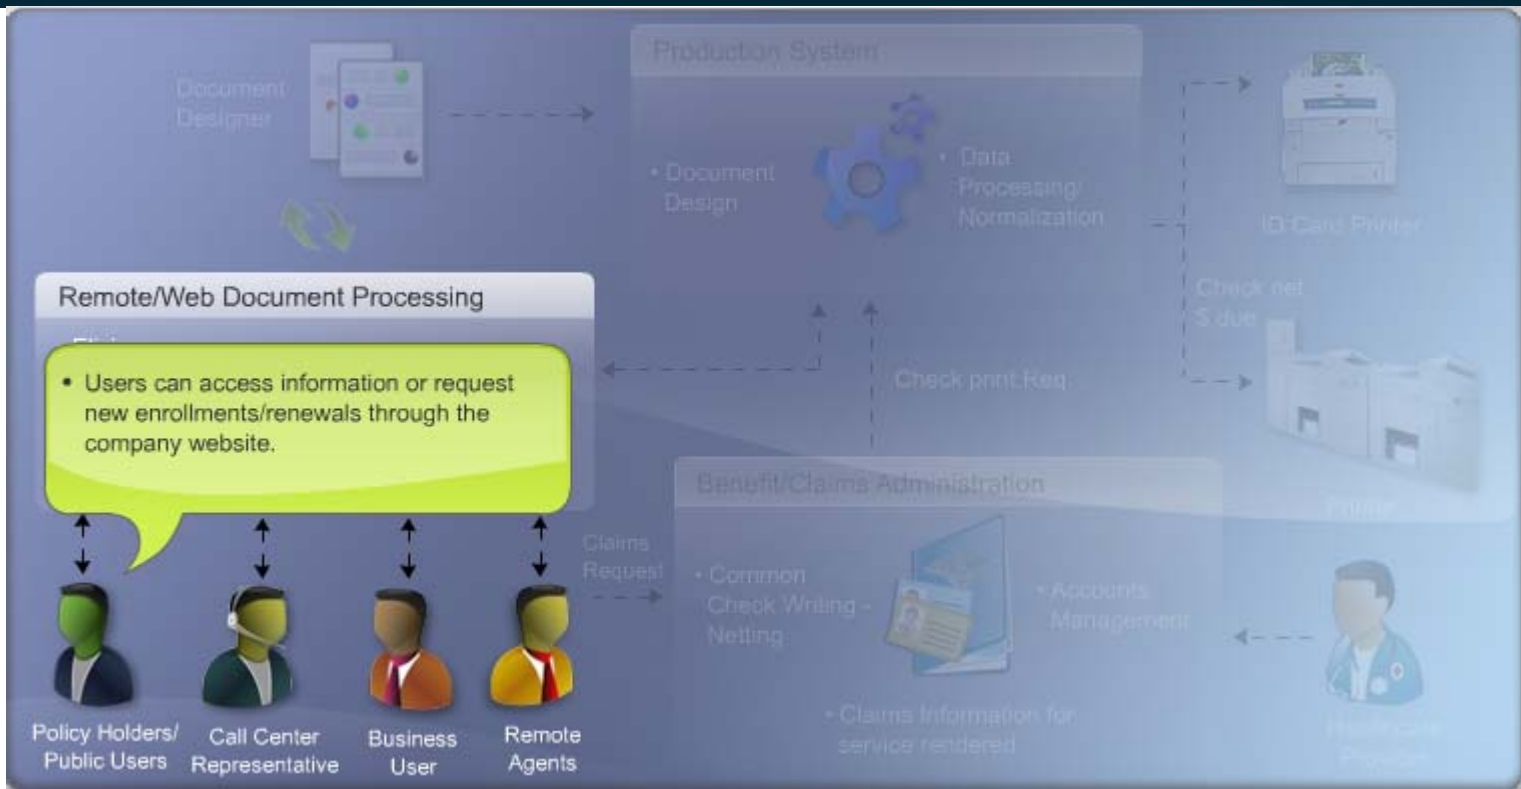 Document
Designer
Production System
• Document
Design
• Data
Processing/
Normalization
ID Card Printer
Remote/Web Document Processing
• Users can access information or request
new enrollments/renewals through the
company website.
Check net
$ due
Check print Req
Printer
Claims
Request
Benefit/Claims Administration
• Common
Check Writing -
Netting
• Accounts
Management
• Claims Information for
service rendered
Policy Holders/
Public Users
Call Center
Representative
Business
User
Remote
Agents
Healthcare
Provider